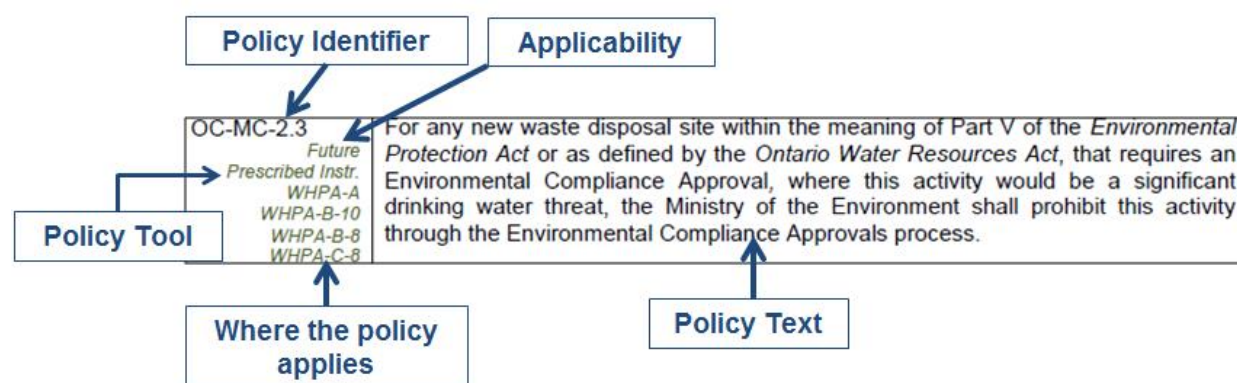 Policy Identifier
Applicability
OC-MC-2.3
Future
Prescribed Instr.
WHPA-A
WHPA-B-10
WHPA-B-8
WHPA-C-8
For any new waste disposal site within the meaning of Part V of the Environmental
Protection Act or as defined by the Ontario Water Resources Act, that requires an
Environmental Compliance Approval, where this activity would be a significant
drinking water threat, the Ministry of the Environment shall prohibit this activity
through the Environmental Compliance Approvals process.
Policy Tool
Where the policy
applies
Policy Text